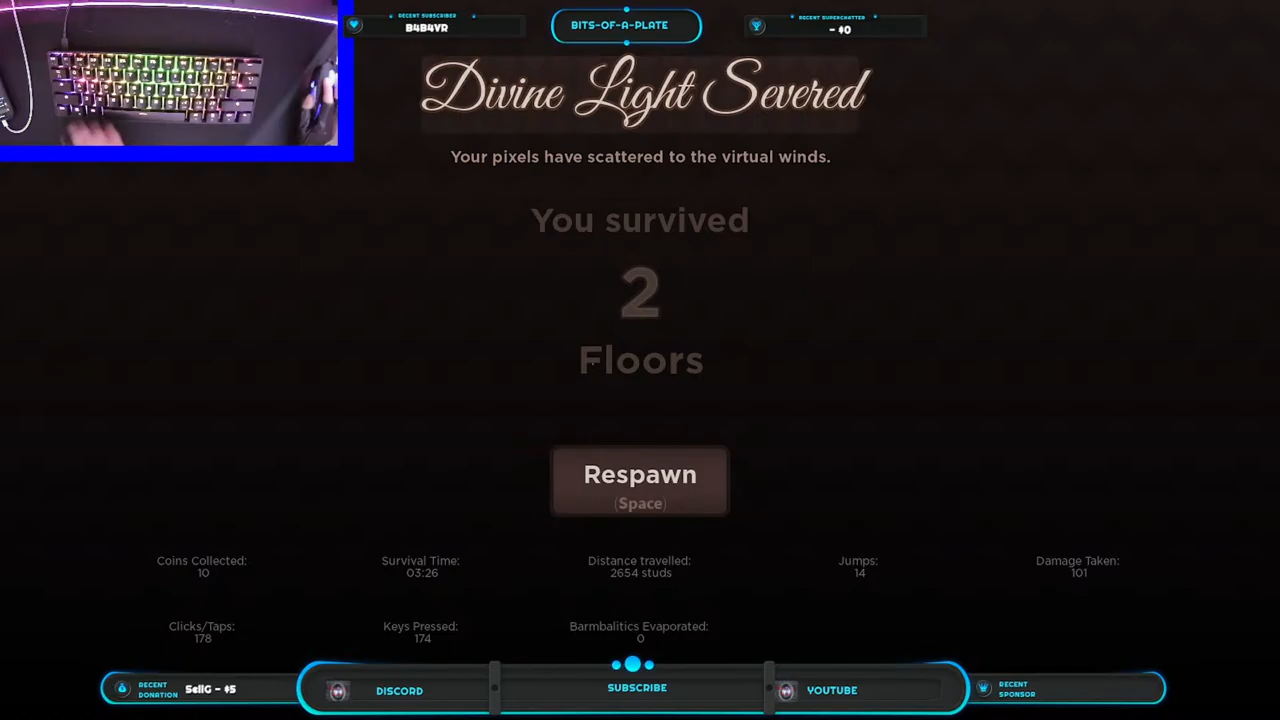 RECENT SUBSCRIBER
B4B4VR
BITS-OF-A-PLATE
RECENT SUPERCHATTER
- $0
Divine Light Severed
Your pixels have scattered to the virtual winds.
You survived
2
Floors
Respawn
(Space)
Coins Collected:
10
Survival Time:
03:26
Distance travelled:
2654 studs
Jumps:
14
Damage Taken:
101
Clicks/Taps:
178
Keys Pressed:
174
Barmbalitics Evaporated:
0
RECENT
DONATION
SellG - $5
DISCORD
SUBSCRIBE
YOUTUBE
RECENT
SPONSOR